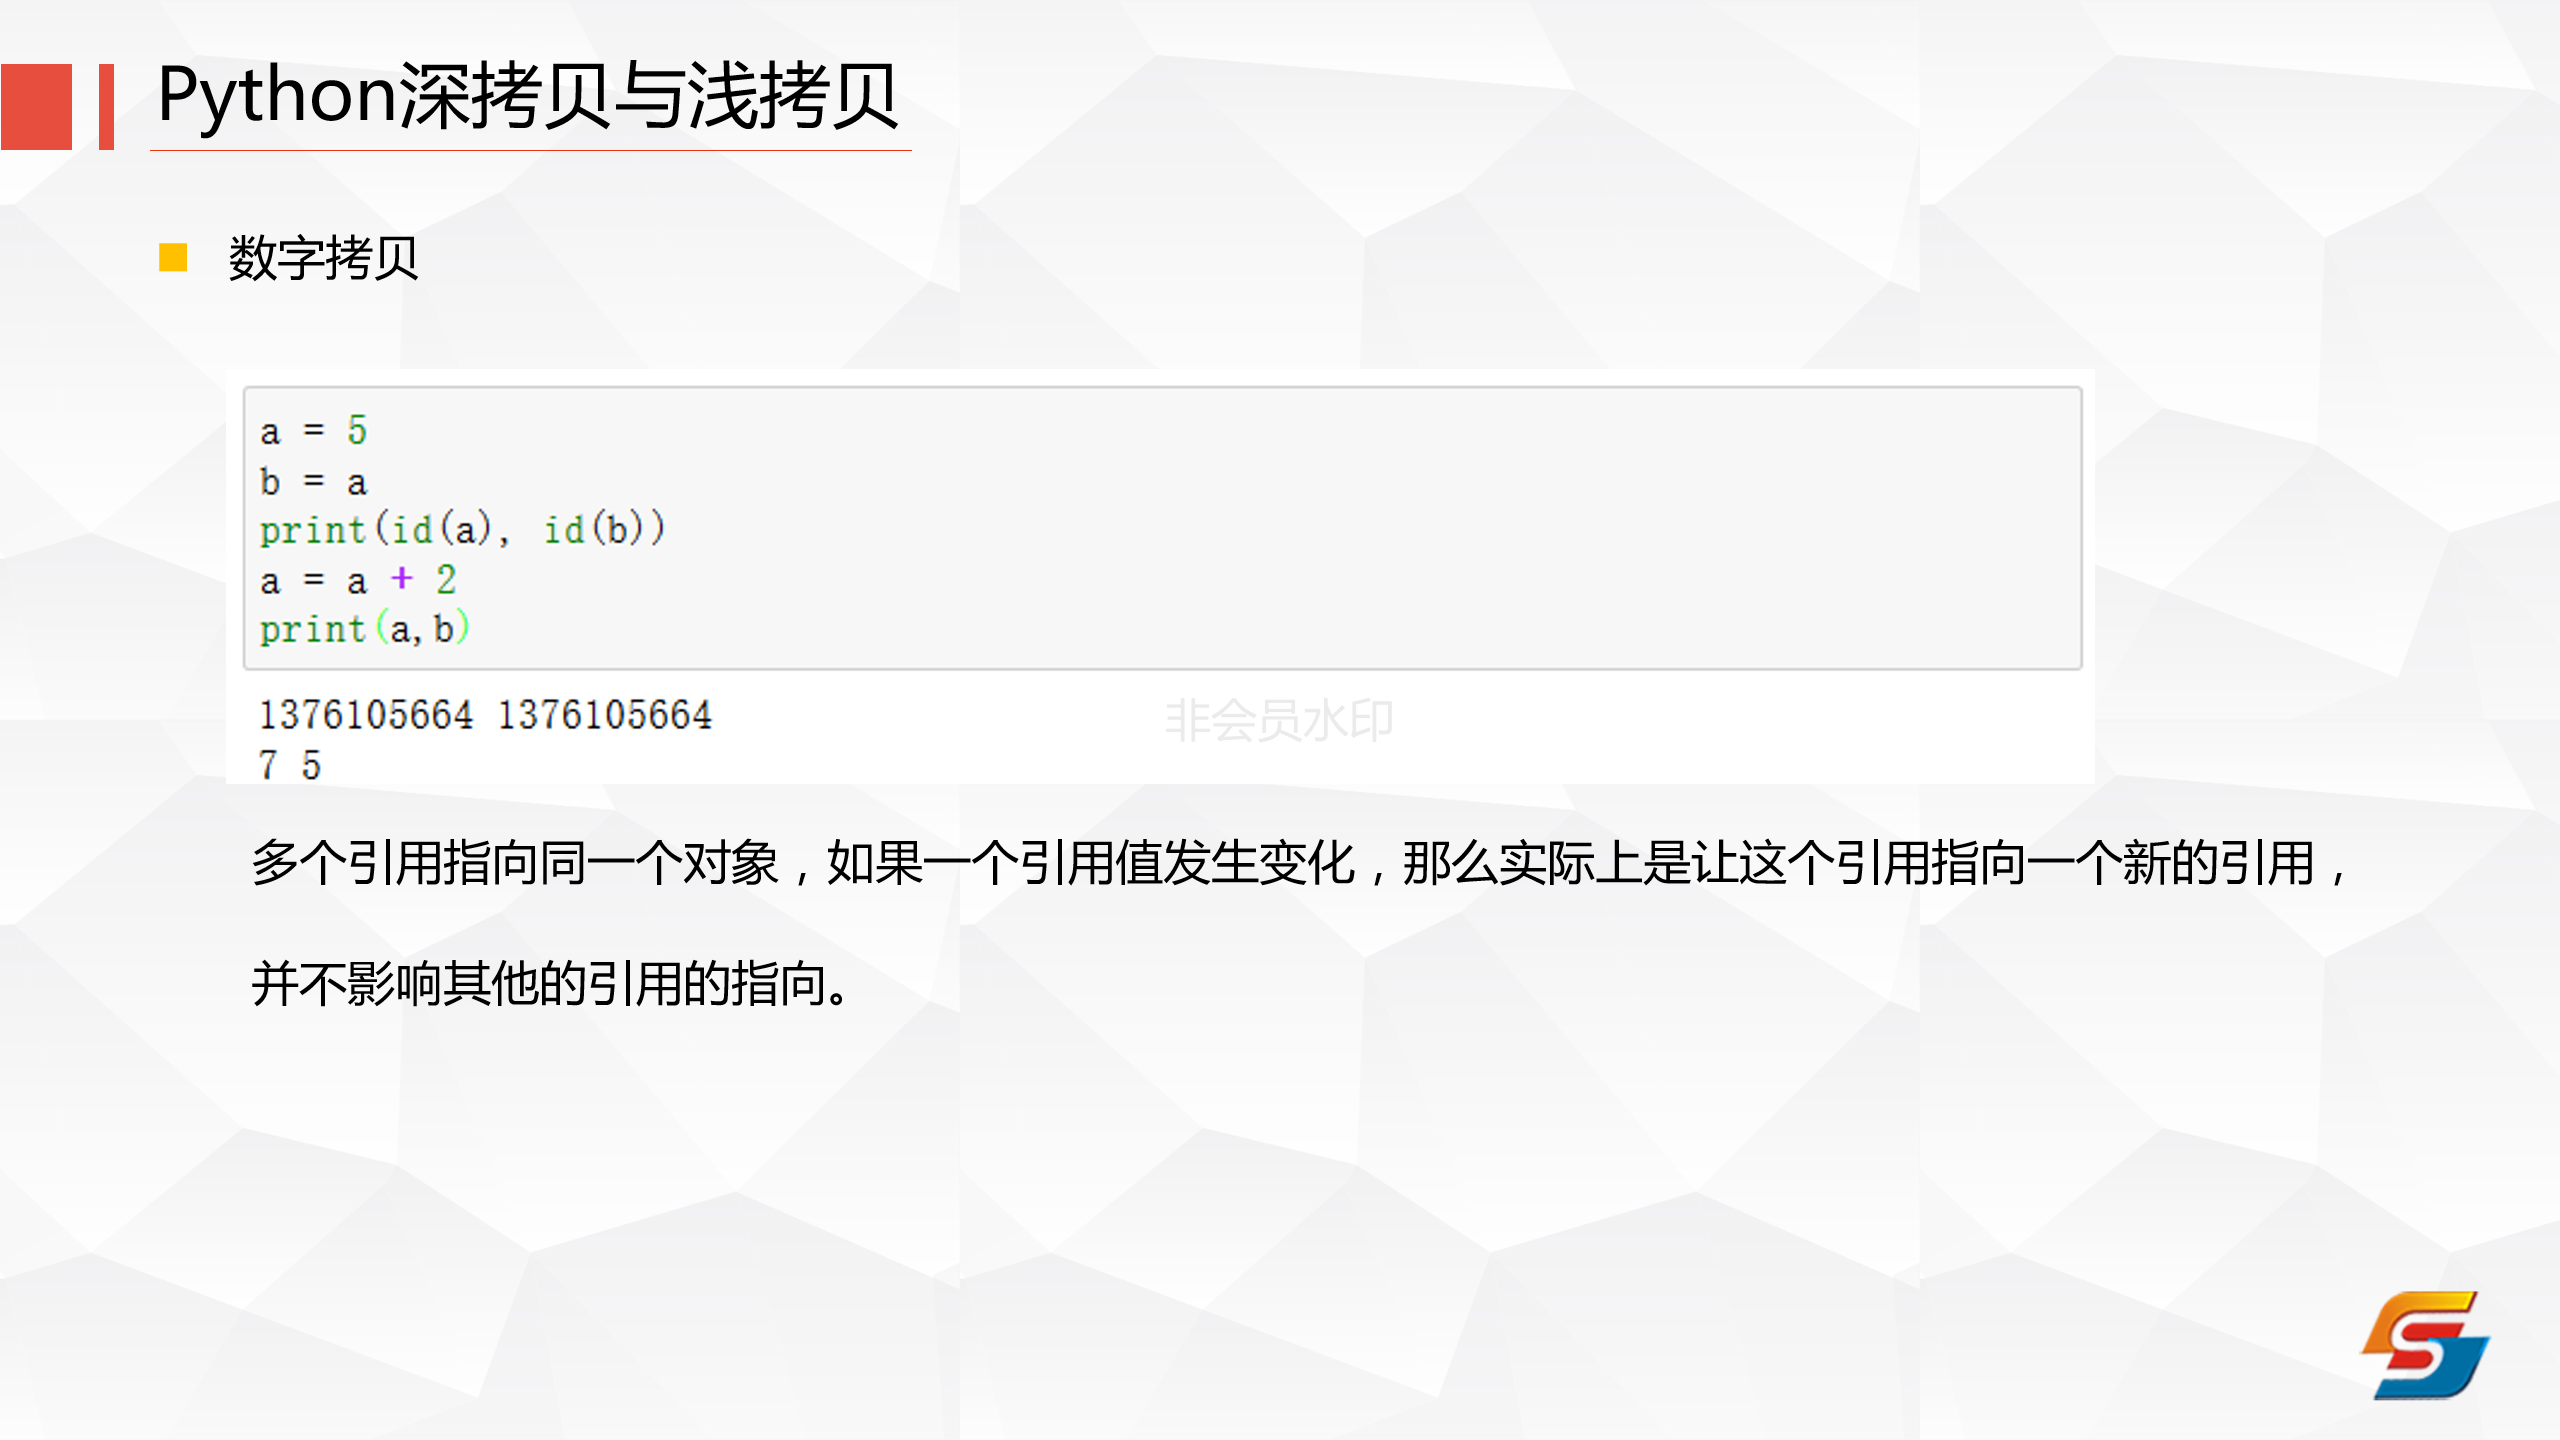 Python深拷贝与浅拷贝
数字拷贝
a = 5
b = a
print(id(a), id(b))
a = a + 2
print(a,b)
1376105664 1376105664
7 5
非会员水印
多个引用指向同一个对象，如果一个引用值发生变化，那么实际上是让这个引用指向一个新的引用，
并不影响其他的引用的指向。